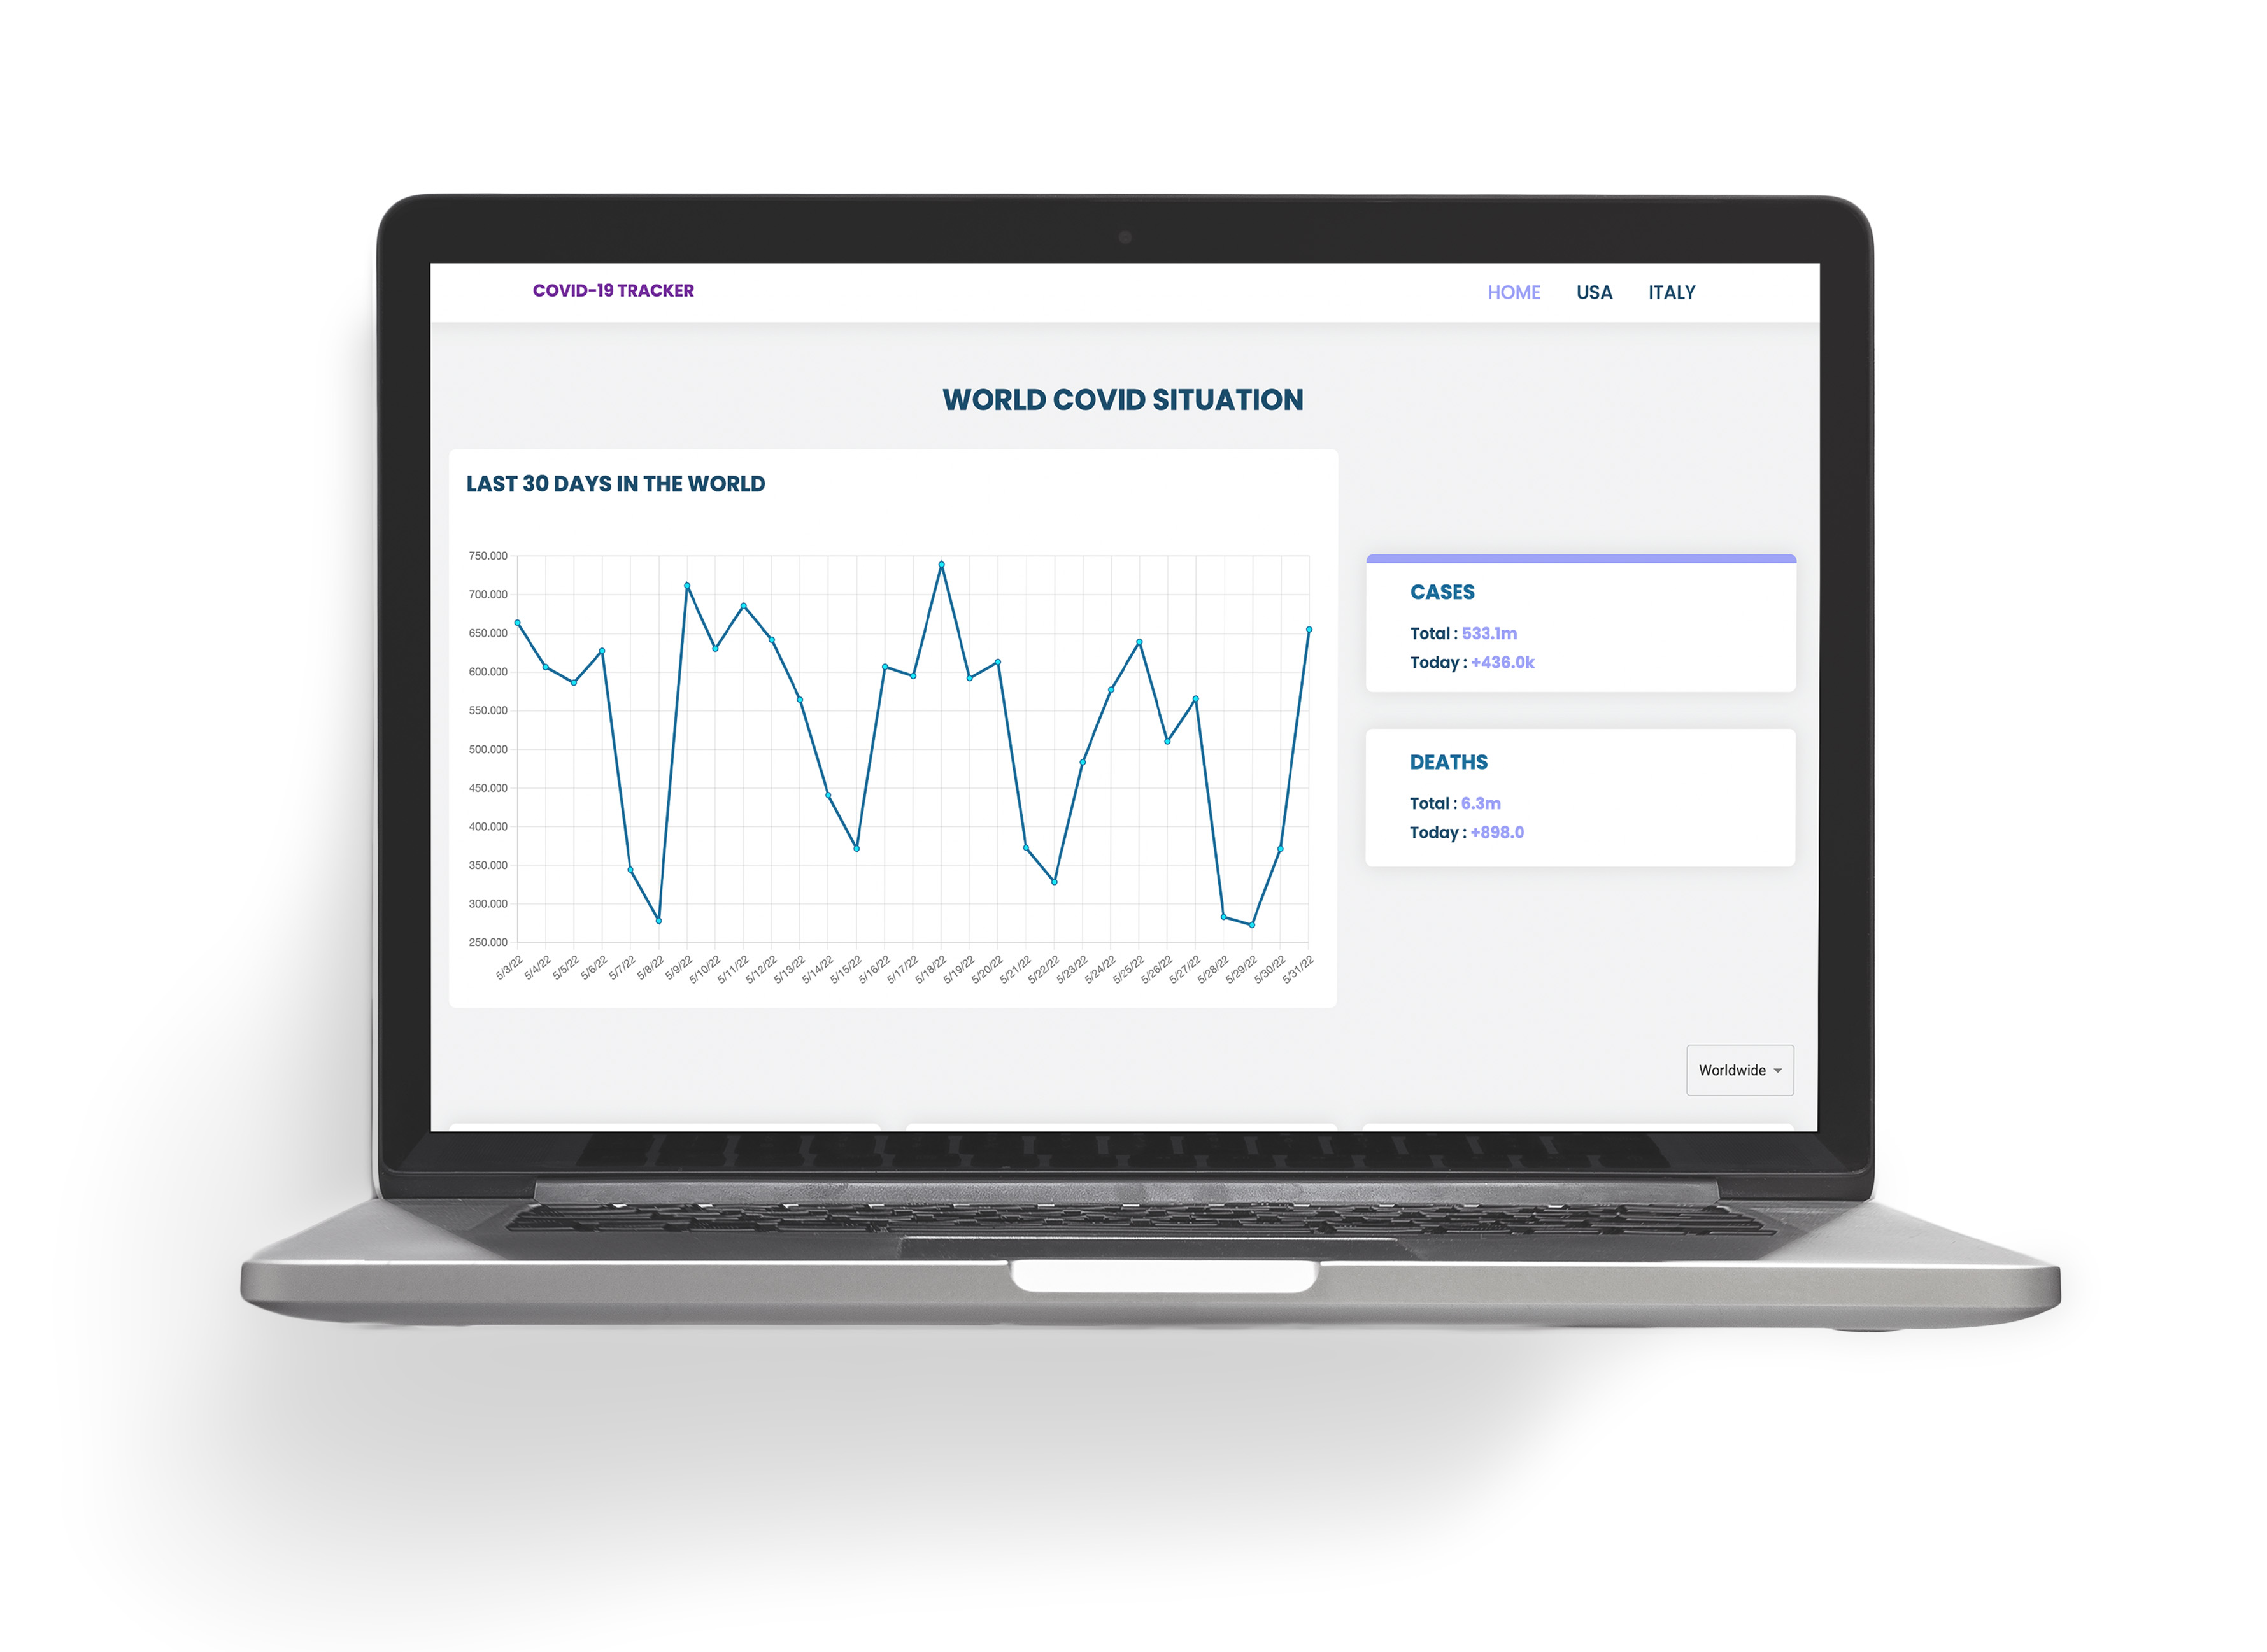 COVID-19 TRACKER
HOME USA ITALY
WORLD COVID SITUATION
LAST 30 DAYS IN THE WORLD
750.000
700.000
650.000
600.000
550.000
500.000
450.000
400.000
350.000
300.000
250.000
5/3/22 5/4/22 5/5/22 5/6/22 5/7/22 5/8/22 5/9/22 5/10/22 5/11/22 5/12/22 5/13/22 5/14/22 5/15/22 5/16/22 5/17/22 5/18/22 5/19/22 5/20/22 5/21/22 5/22/22 5/23/22 5/24/22 5/25/22 5/26/22 5/27/22 5/28/22 5/29/22 5/30/22 5/31/22
CASES
Total : 533.1m
Today : +436.0k
DEATHS
Total : 6.3m
Today : +898.0
Worldwide